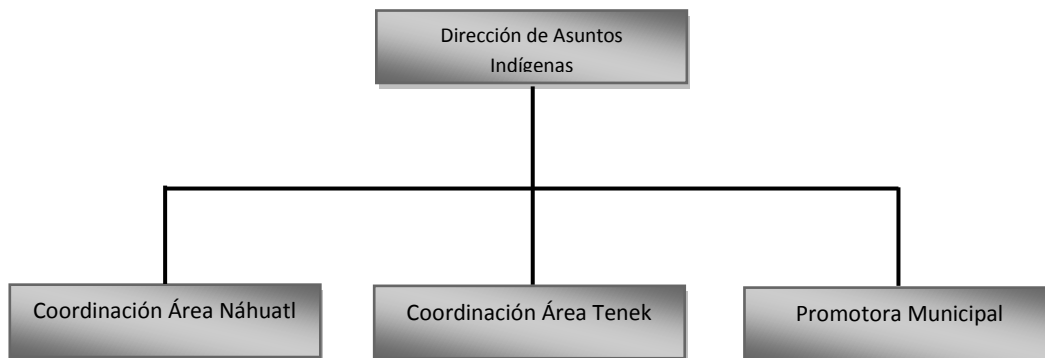 Dirección de Asuntos
Indígenas
Coordinación Área Náhuatl
Coordinación Área Tenek
Promotora Municipal